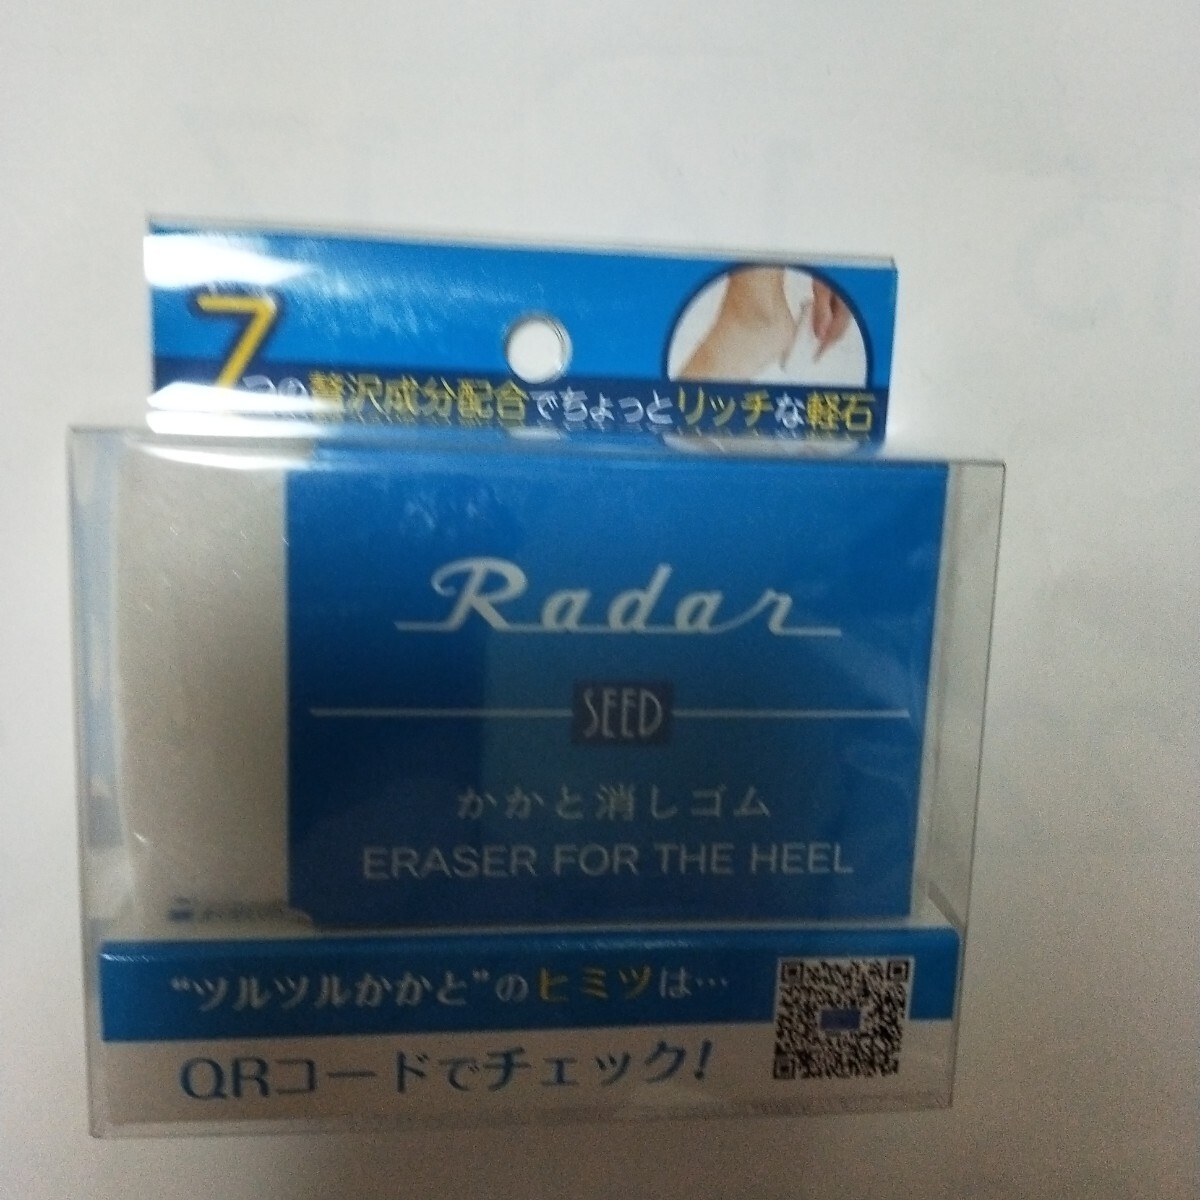 7つの贅沢成分配合でちょっとリッチな軽石
Radar
SEED
かかと消しゴム
ERASER FOR THE HEEL
“ツルツルかかと”のヒミツは…
QRコードでチェック!